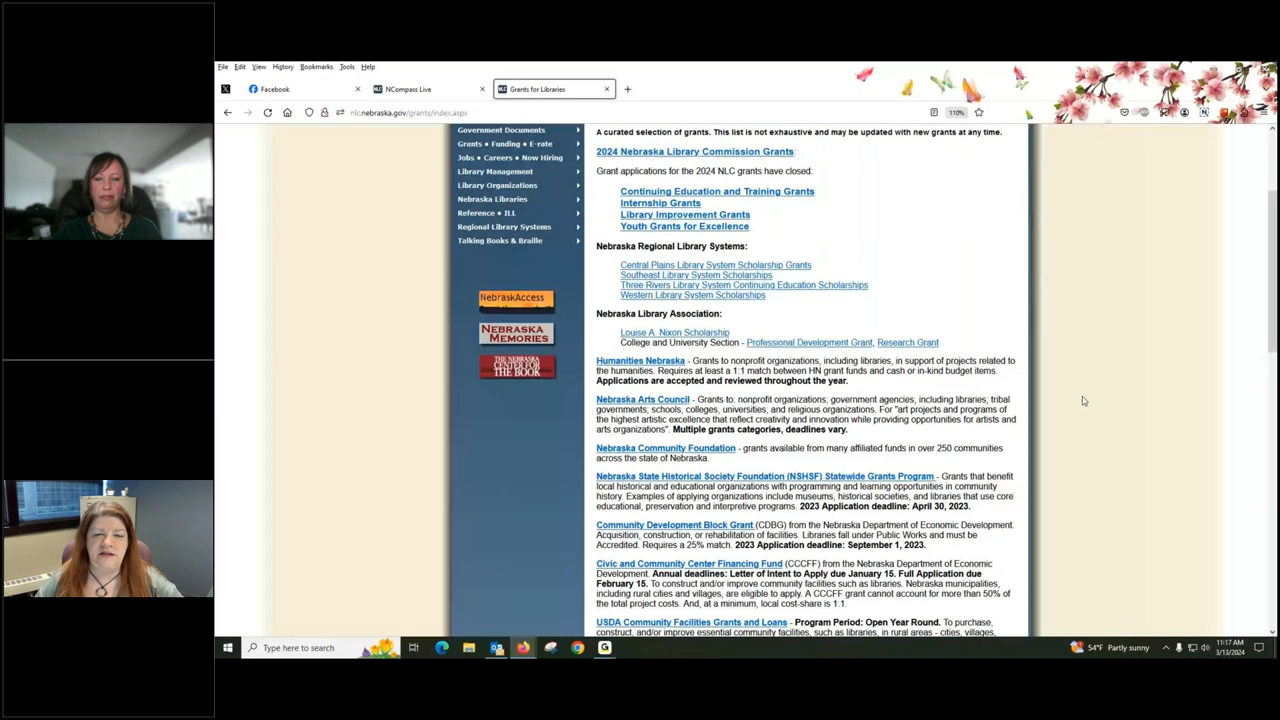 File Edit View History Bookmarks Tools Help
Facebook
NCompass Live
Grants for Libraries
nlc.nebraska.gov/grants/index.aspx
110%
Government Documents
Grants • Funding • E-rate
Jobs • Careers • Now Hiring
Library Management
Library Organizations
Nebraska Libraries
Reference • ILL
Regional Library Systems
Talking Books & Braille
NebraskAccess
NEBRASKA
MEMORIES
THE NEBRASKA
CENTER FOR
THE BOOK
A curated selection of grants. This list is not exhaustive and may be updated with new grants at any time.
2024 Nebraska Library Commission Grants:
Grant applications for the 2024 NLC grants have closed:
Continuing Education and Training Grants
Internship Grants
Library Improvement Grants
Youth Grants for Excellence
Nebraska Regional Library Systems:
Central Plains Library System Scholarship Grants
Southeast Library System Scholarships
Three Rivers Library System Continuing Education Scholarships
Western Library System Scholarships
Nebraska Library Association:
Louise A. Nixon Scholarship
College and University Section - Professional Development Grant, Research Grant
Humanities Nebraska - Grants to nonprofit organizations, including libraries, in support of projects related to
the humanities. Requires at least a 1:1 match between HN grant funds and cash or in-kind budget items.
Applications are accepted and reviewed throughout the year.
Nebraska Arts Council - Grants to: nonprofit organizations; government agencies, including libraries; tribal
governments; schools, colleges, universities; and religious organizations. For "art projects and programs of
the highest artistic excellence that reflect creativity and innovation while providing opportunities for artists and
arts organizations". Multiple grants categories, deadlines vary.
Nebraska Community Foundation - grants available from many affiliated funds in over 250 communities
across the state of Nebraska.
Nebraska State Historical Society Foundation (NSHSF) Statewide Grants Program - Grants that benefit
local historical and educational organizations with programming and learning opportunities in community
history. Examples of applying organizations include museums, historical societies, and libraries that use core
educational, preservation and interpretive programs. 2023 Application deadline: April 30, 2023.
Community Development Block Grant (CDBG) from the Nebraska Department of Economic Development.
Acquisition, construction, or rehabilitation of facilities. Libraries fall under Public Works and must be
Accredited. Requires a 25% match. 2023 Application deadline: September 1, 2023.
Civic and Community Center Financing Fund (CCCFF) from the Nebraska Department of Economic
Development. Annual deadlines: Letter of Intent to Apply due January 15. Full Application due
February 15. To construct and/or improve community facilities such as libraries. Nebraska municipalities,
including rural cities and villages, are eligible to apply. A CCCFF grant cannot account for more than 50% of
the total project costs. And, at a minimum, local cost-share is 1:1.
USDA Community Facilities Grants and Loans - Program Period: Open Year Round. To purchase,
construct, and/or improve essential community facilities, such as libraries, in rural areas - cities, villages,
Type here to search
54°F Partly sunny
11:17 AM
3/13/2024